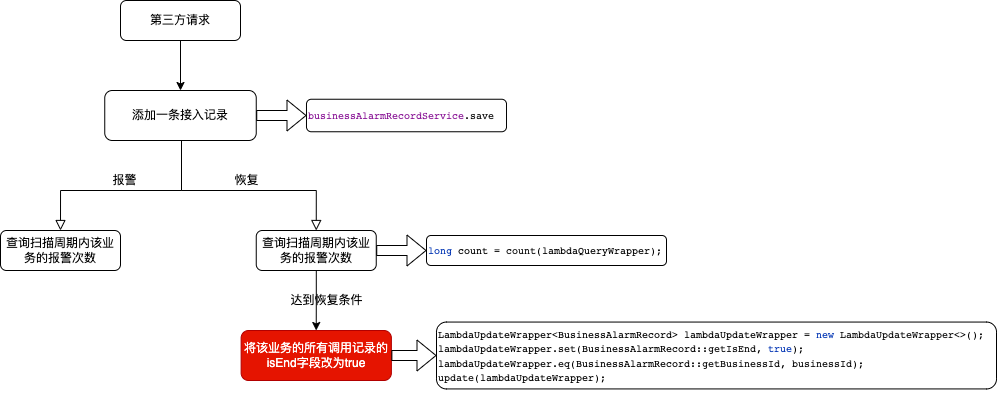 第三方请求
添加一条接入记录
businessAlarmRecordService.save
报警
恢复
查询扫描周期内该业
务的报警次数
查询扫描周期内该业
务的报警次数
long count = count(lambdaQueryWrapper);
达到恢复条件
将该业务的所有调用记录的
isEnd字段改为true
LambdaUpdateWrapper<BusinessAlarmRecord> lambdaUpdateWrapper = new LambdaUpdateWrapper<>();
lambdaUpdateWrapper.set(BusinessAlarmRecord::getIsEnd, true);
lambdaUpdateWrapper.eq(BusinessAlarmRecord::getBusinessId, businessId);
update(lambdaUpdateWrapper);